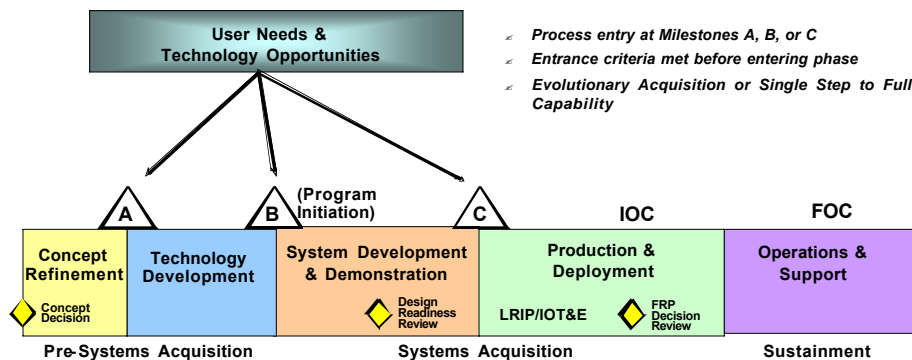 User Needs &
Technology Opportunities
Process entry at Milestones A, B, or C
Entrance criteria met before entering phase
Evolutionary Acquisition or Single Step to Full
Capability
A
B
(Program
Initiation)
C
IOC
FOC
Concept
Refinement
Technology
Development
System Development
& Demonstration
Production &
Deployment
Operations &
Support
Concept
Decision
Design
Readiness
Review
LRIP/IOT&E
FRP
Decision
Review
Pre-Systems Acquisition
Systems Acquisition
Sustainment